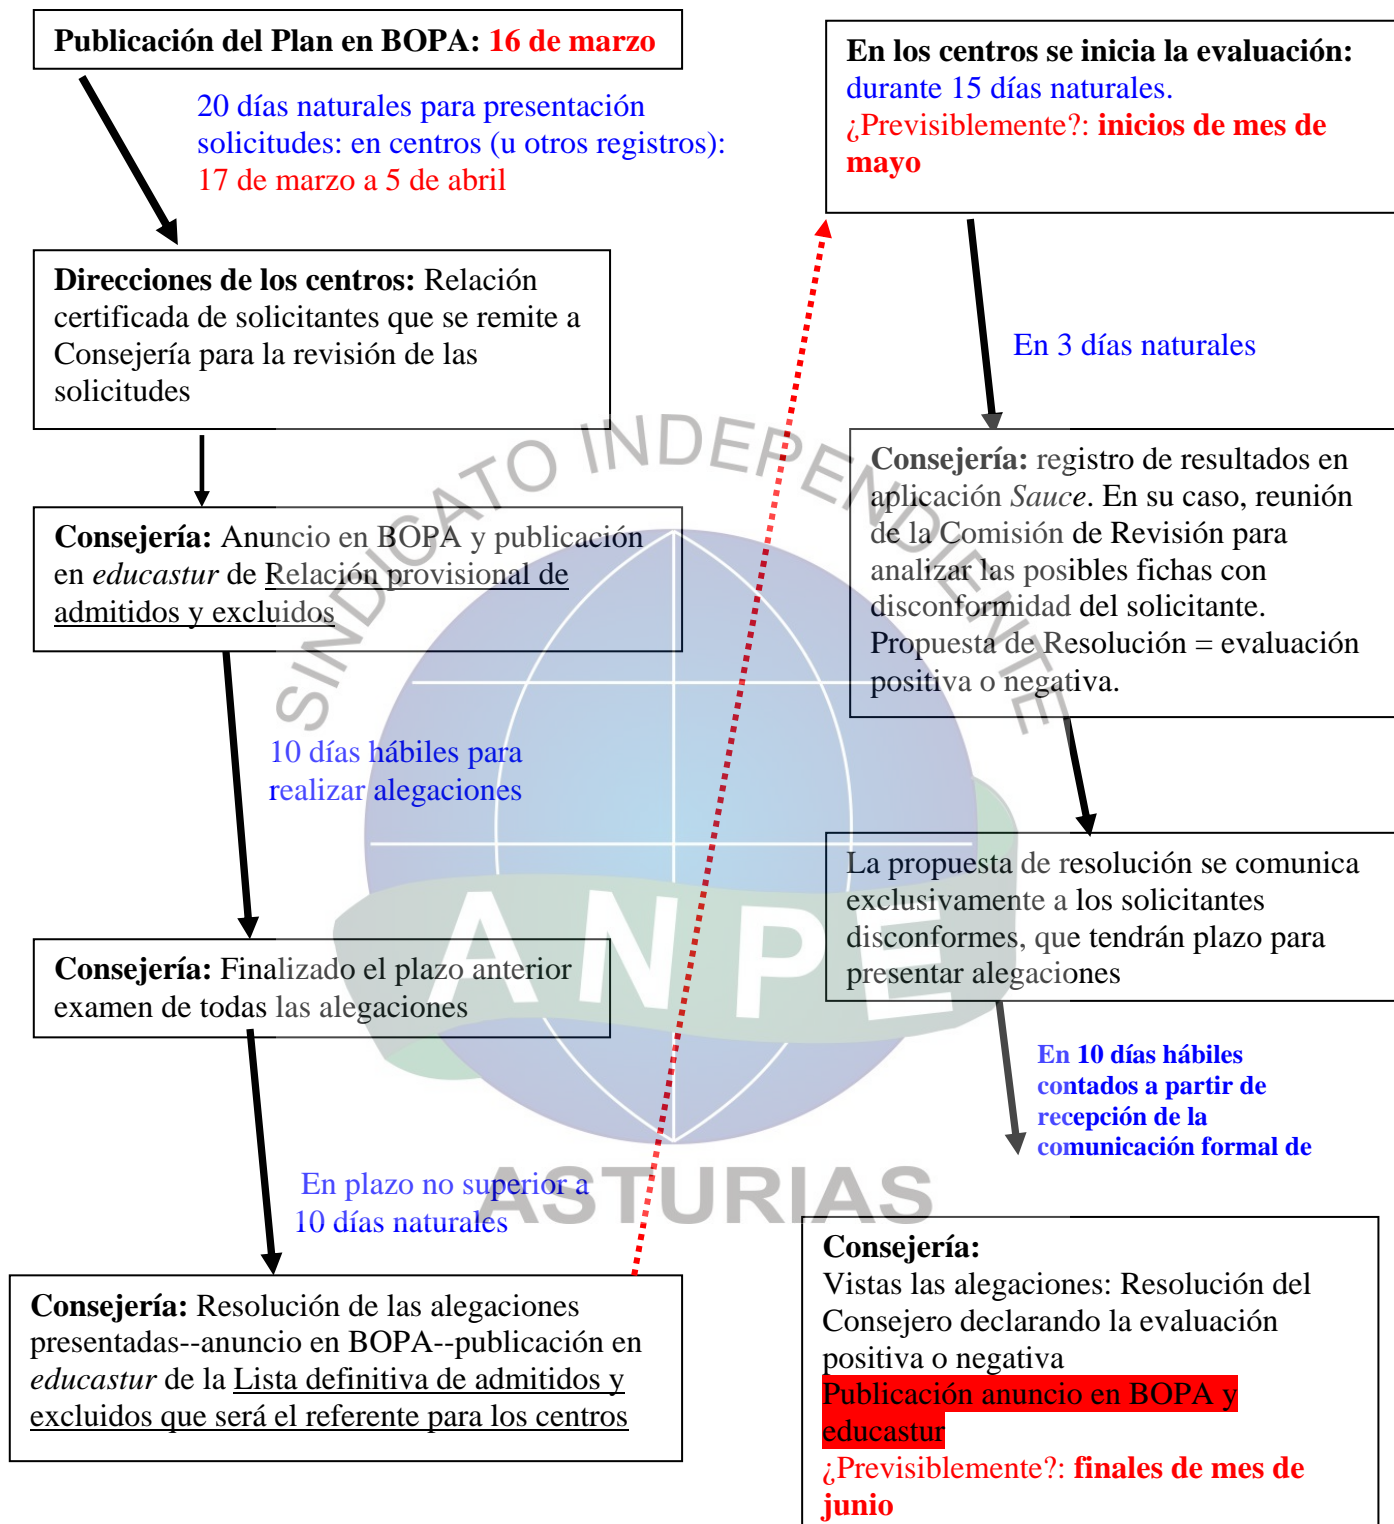 Publicación del Plan en BOPA: 16 de marzo
20 días naturales para presentación
solicitudes: en centros (u otros registros):
17 de marzo a 5 de abril
Direcciones de los centros: Relación
certificada de solicitantes que se remite a
Consejería para la revisión de las
solicitudes
Consejería: Anuncio en BOPA y publicación
en educastur de Relación provisional de
admitidos y excluidos
10 días hábiles para
realizar alegaciones
Consejería: Finalizado el plazo anterior
examen de todas las alegaciones
En plazo no superior a
10 días naturales
Consejería: Resolución de las alegaciones
presentadas--anuncio en BOPA--publicación en
educastur de la Lista definitiva de admitidos y
excluidos que será el referente para los centros
En los centros se inicia la evaluación:
durante 15 días naturales.
¿Previsiblemente?: inicios de mes de
mayo
En 3 días naturales
Consejería: registro de resultados en
aplicación Sauce. En su caso, reunión
de la Comisión de Revisión para
analizar las posibles fichas con
disconformidad del solicitante.
Propuesta de Resolución = evaluación
positiva o negativa.
La propuesta de resolución se comunica
exclusivamente a los solicitantes
disconformes, que tendrán plazo para
presentar alegaciones
En 10 días hábiles
contados a partir de
recepción de la
comunicación formal de
Consejería:
Vistas las alegaciones: Resolución del
Consejero declarando la evaluación
positiva o negativa
Publicación anuncio en BOPA y
educastur
¿Previsiblemente?: finales de mes de
junio
SINDICATO INDEPENDIENTE
ANPE
ASTURIAS